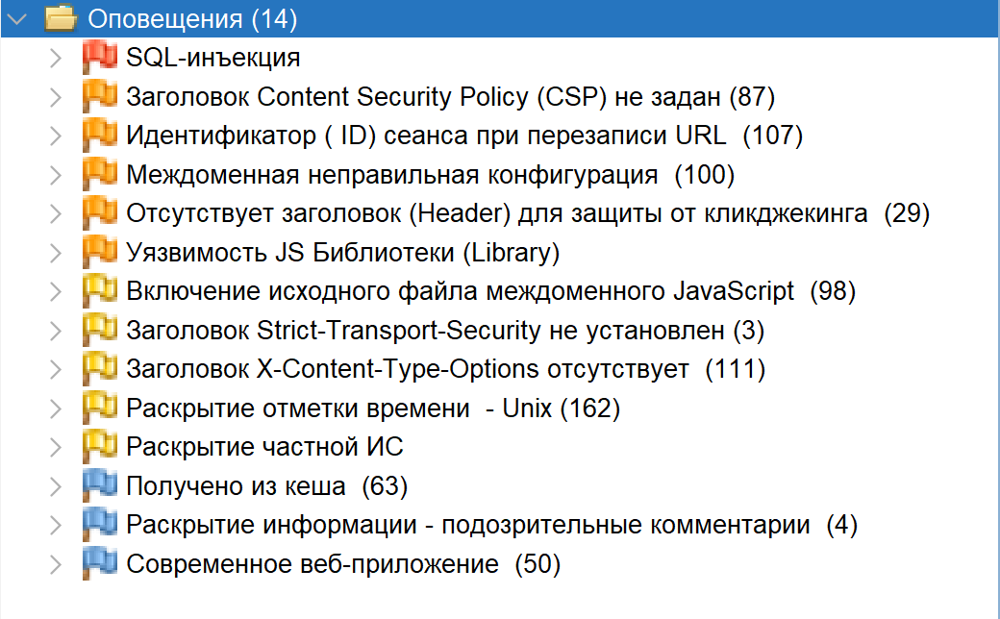 Оповещения (14)
SQL-инъекция
Заголовок Content Security Policy (CSP) не задан (87)
Идентификатор ( ID) сеанса при перезаписи URL (107)
Междоменная неправильная конфигурация (100)
Отсутствует заголовок (Header) для защиты от кликджекинга (29)
Уязвимость JS Библиотеки (Library)
Включение исходного файла междоменного JavaScript (98)
Заголовок Strict-Transport-Security не установлен (3)
Заголовок X-Content-Type-Options отсутствует (111)
Раскрытие отметки времени - Unix (162)
Раскрытие частной ИС
Получено из кеша (63)
Раскрытие информации - подозрительные комментарии (4)
Современное веб-приложение (50)